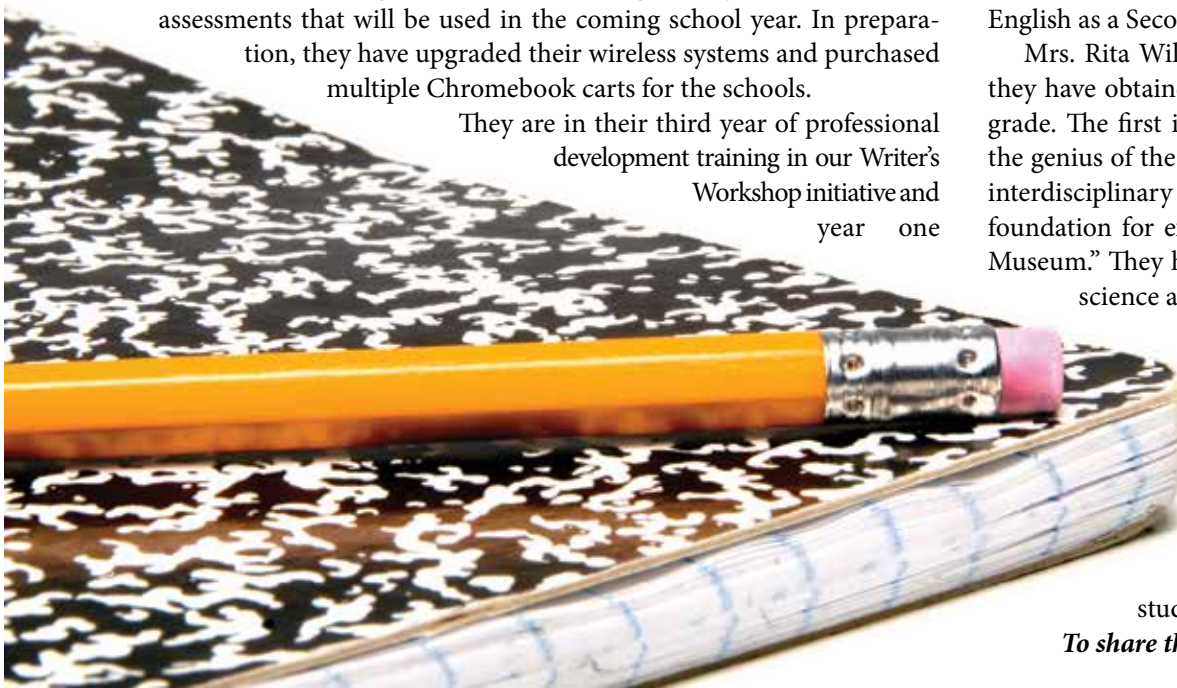 assessments that will be used in the coming school year. In prepara-
tion, they have upgraded their wireless systems and purchased
multiple Chromebook carts for the schools.
They are in their third year of professional
development training in our Writer's
Workshop initiative and
year one
English as a Seco
Mrs. Rita Wil
they have obtaine
grade. The first i
the genius of the
interdisciplinary
foundation for e
Museum." They h
science a
stud
To share th